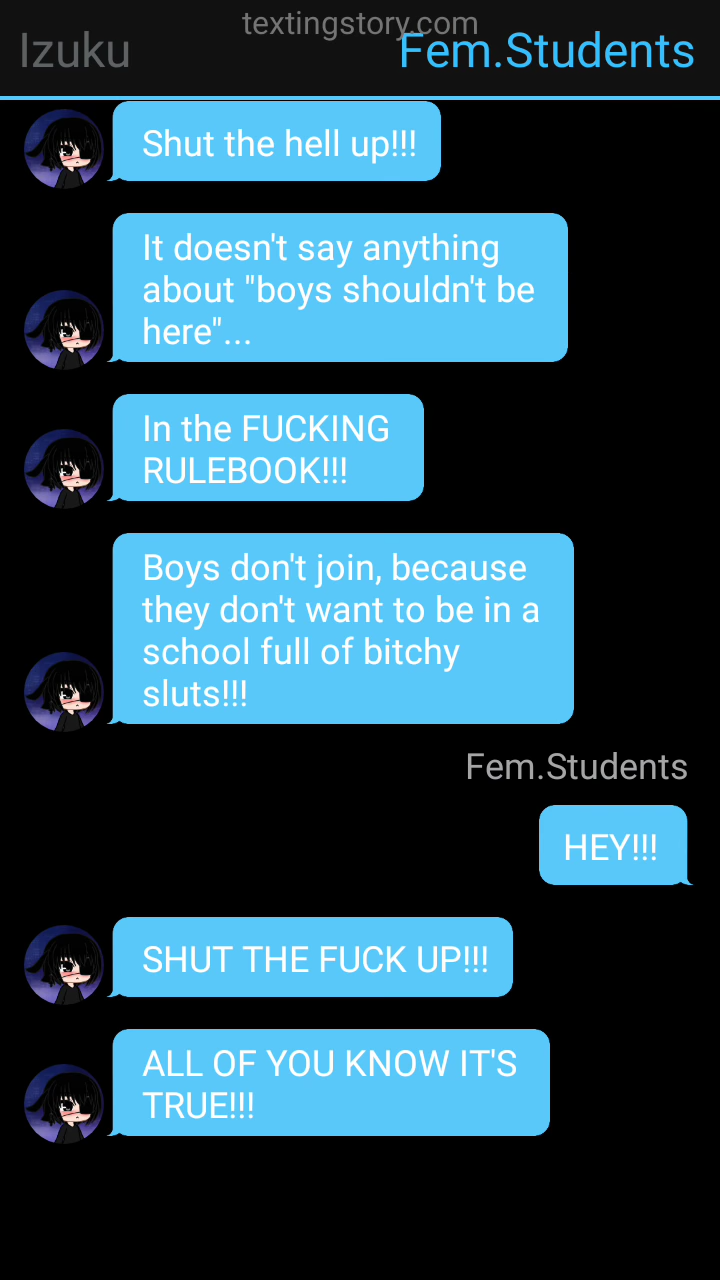 textingstory.com
Izuku
Fem.Students
Shut the hell up!!!
It doesn't say anything
about "boys shouldn't be
here"...
In the FUCKING
RULEBOOK!!!
Boys don't join, because
they don't want to be in a
school full of bitchy
sluts!!!
Fem.Students
HEY!!!
SHUT THE FUCK UP!!!
ALL OF YOU KNOW IT'S
TRUE!!!